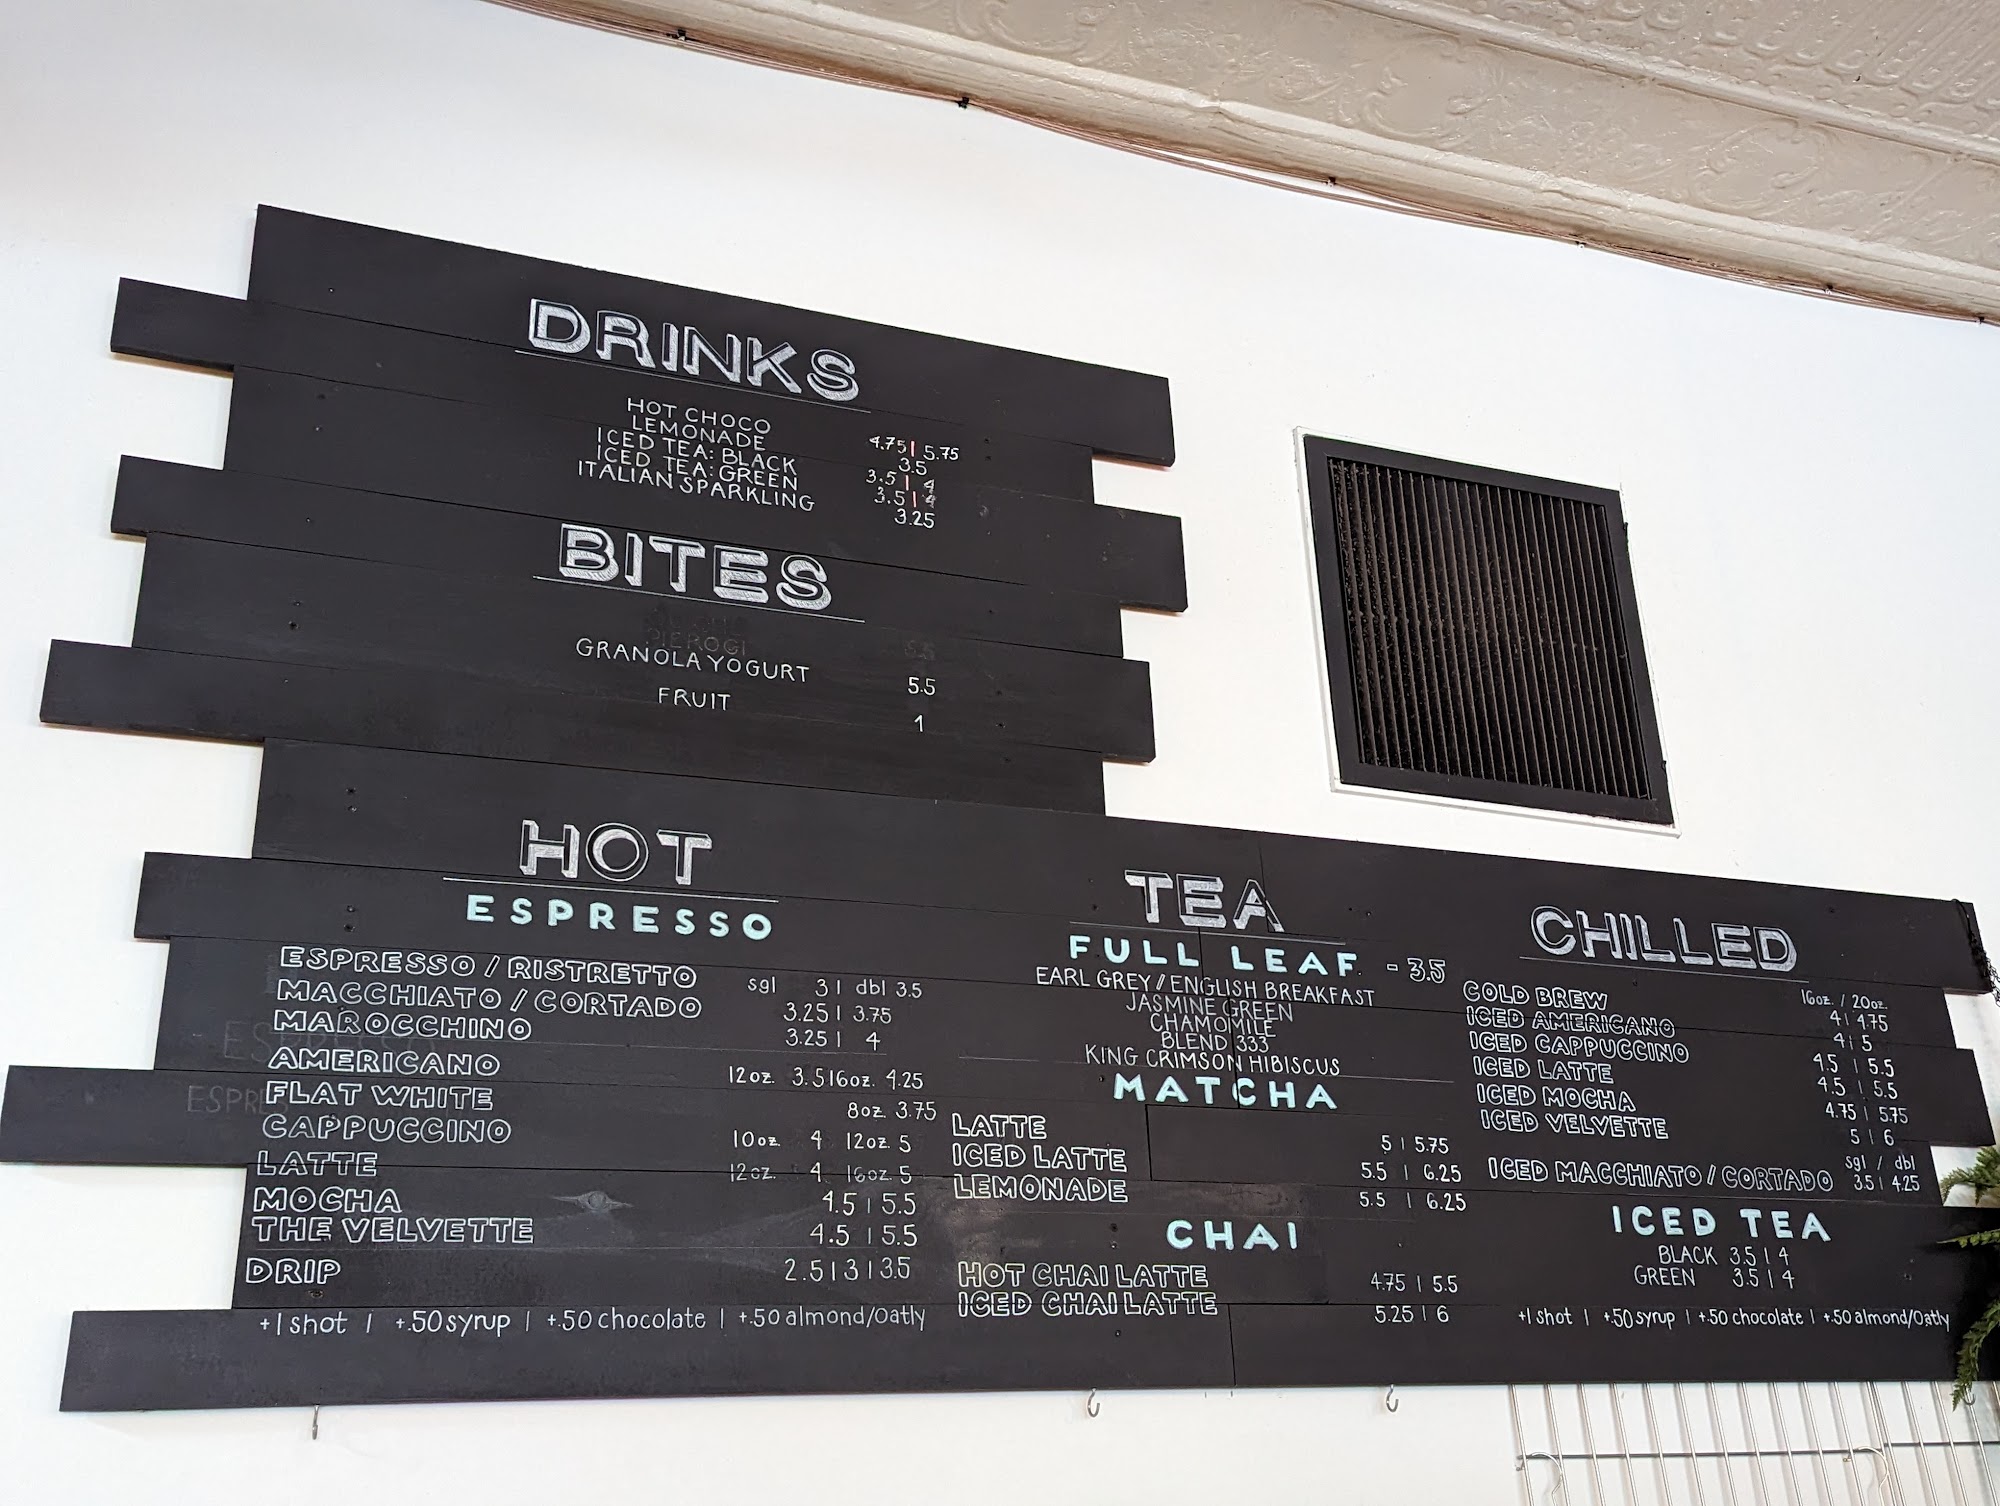 DRINKS
HOT CHOCO 4.75 | 5.75
LEMONADE 3.5
ICED TEA: BLACK 3.5 | 4
ICED TEA: GREEN 3.5 | 4
ITALIAN SPARKLING 3.25
BITES
PIEROGI
GRANOLA YOGURT 5.5
FRUIT 1
HOT
ESPRESSO
ESPRESSO / RISTRETTO sgl 3 | dbl 3.5
MACCHIATO / CORTADO 3.25 | 3.75
MAROCCHINO 3.25 | 4
AMERICANO 12oz. 3.5 16oz. 4.25
FLAT WHITE 8oz 3.75
CAPPUCCINO 10oz. 4 12oz. 5
LATTE 12oz. 4 16oz. 5
MOCHA 4.5 | 5.5
THE VELVETTE 4.5 | 5.5
DRIP 2.5 | 3 | 3.5
+1 shot | +.50 syrup | +.50 chocolate | +.50 almond/Oatly
TEA
FULL LEAF - 3.5
EARL GREY / ENGLISH BREAKFAST
JASMINE GREEN
CHAMOMILE
BLEND 333
KING CRIMSON HIBISCUS
MATCHA
LATTE 5 | 5.75
ICED LATTE 5.5 | 6.25
LEMONADE 5.5 | 6.25
CHAI
HOT CHAI LATTE 4.75 | 5.5
ICED CHAI LATTE 5.25 | 6
CHILLED
16oz. / 20oz.
COLD BREW 4 | 4.75
ICED AMERICANO 4 | 5
ICED CAPPUCCINO 4.5 | 5.5
ICED LATTE 4.5 | 5.5
ICED MOCHA 4.75 | 5.75
ICED VELVETTE 5 | 6
sgl / dbl
ICED MACCHIATO / CORTADO 3.5 | 4.25
ICED TEA
BLACK 3.5 | 4
GREEN 3.5 | 4
+1 shot | +.50 syrup | +.50 chocolate | +.50 almond/Oatly